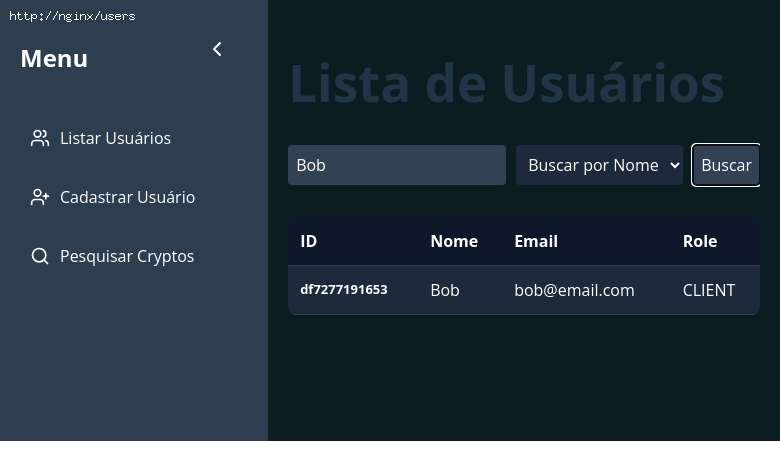 http://nginx/users
Menu
Listar Usuários
Cadastrar Usuário
Pesquisar Cryptos
Lista de Usuários
Bob Buscar por Nome Buscar
ID Nome Email Role
df7277191653 Bob bob@email.com CLIENT